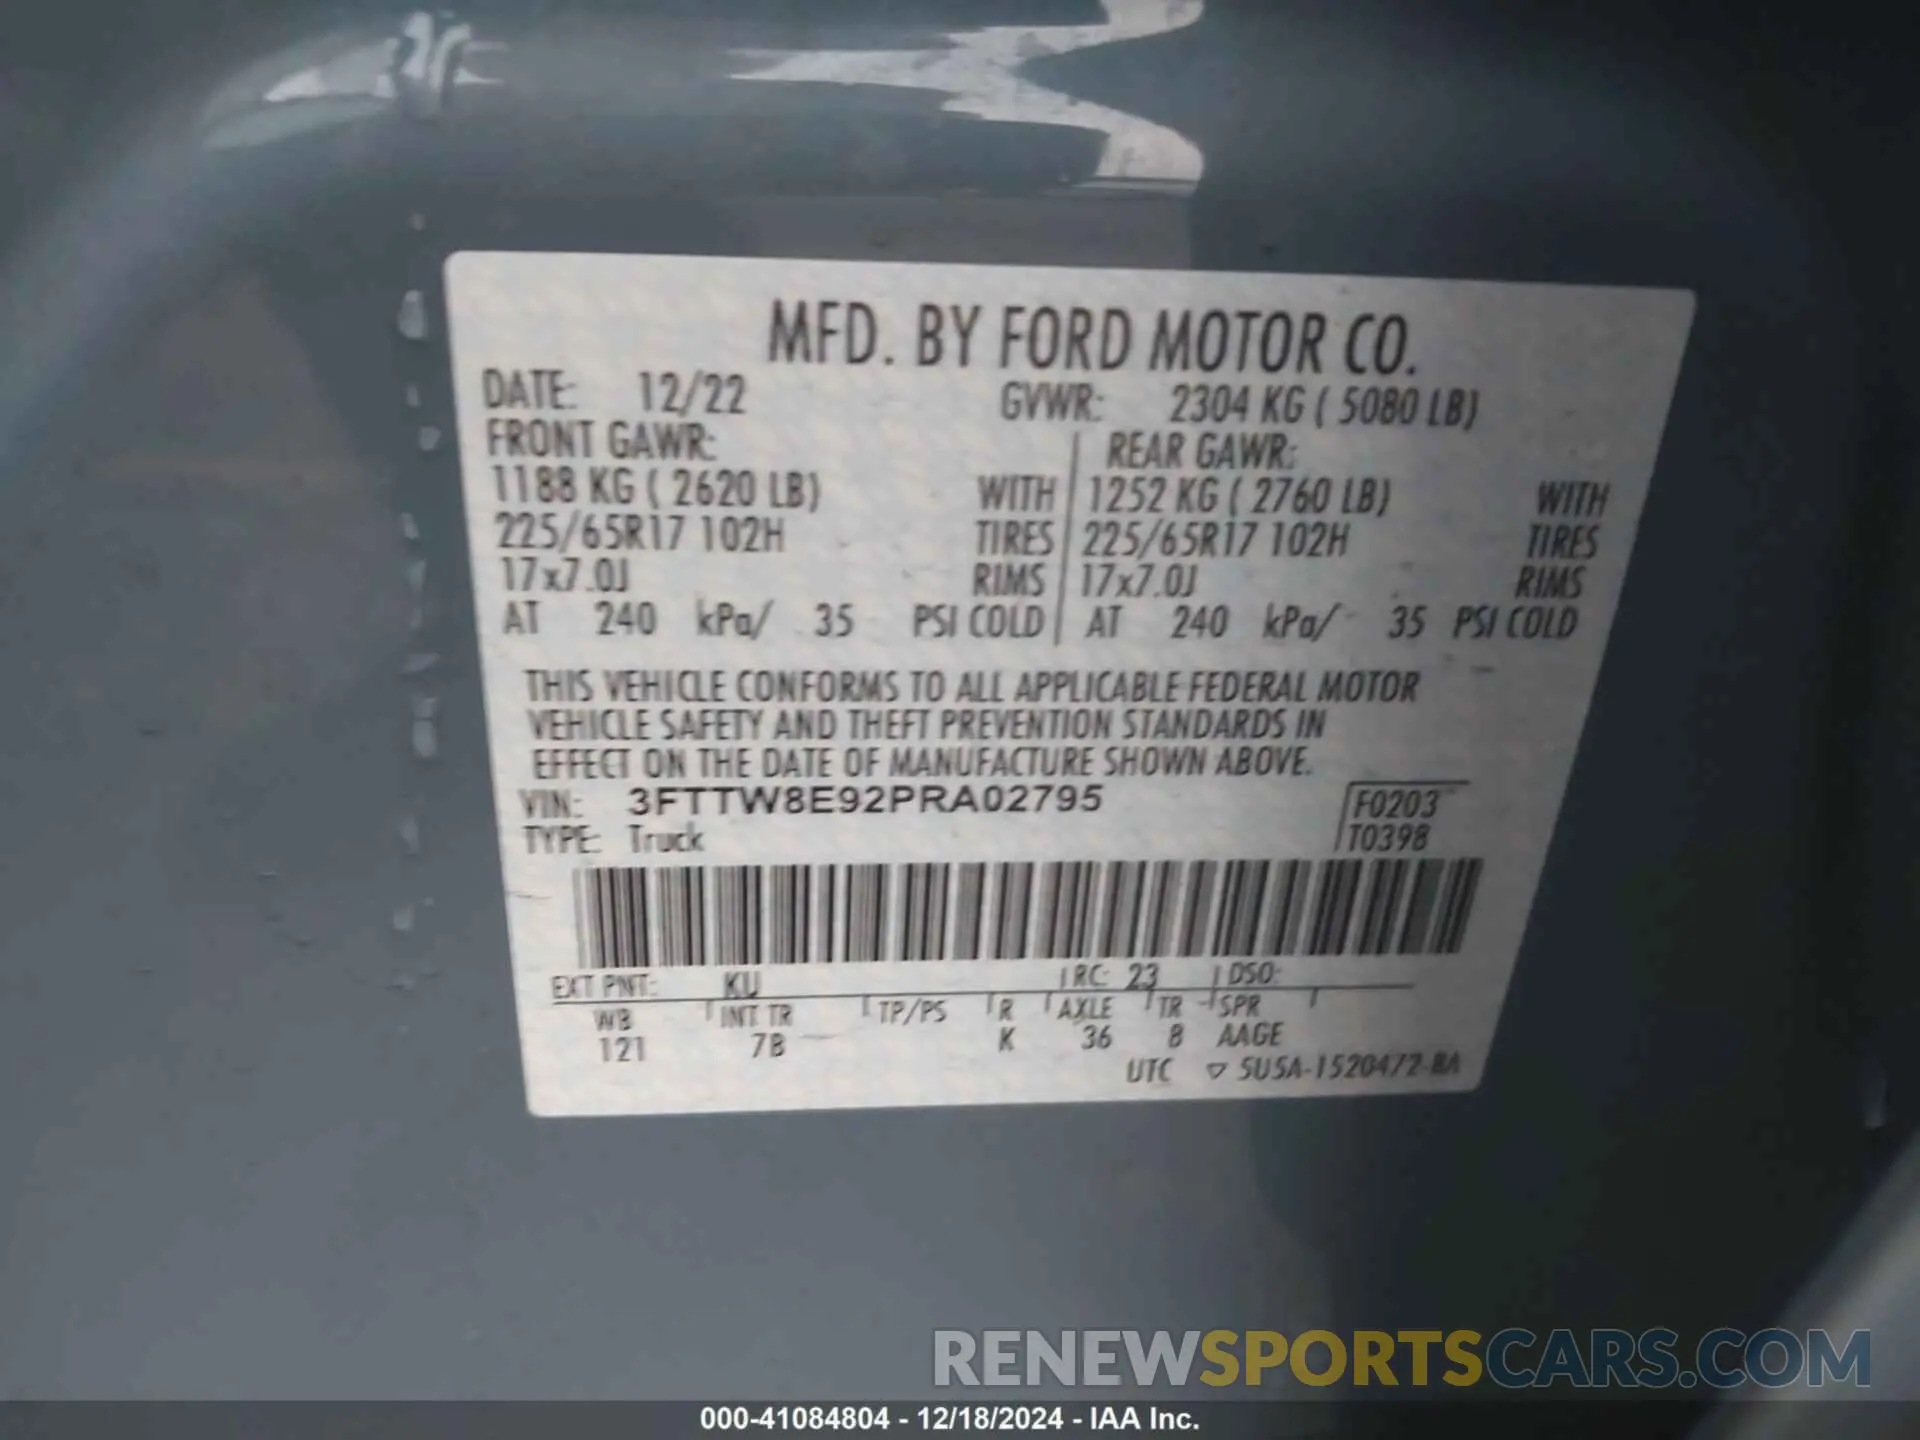 MFD. BY FORD MOTOR CO.
DATE: 12/22 GVWR: 2304 KG ( 5080 LB)
FRONT GAWR: REAR GAWR:
1188 KG ( 2620 LB) WITH 1252 KG ( 2760 LB) WITH
225/65R17 102H TIRES 225/65R17 102H TIRES
17x7.0J RIMS 17x7.0J RIMS
AT 240 kPa/ 35 PSI COLD AT 240 kPa/ 35 PSI COLD
THIS VEHICLE CONFORMS TO ALL APPLICABLE FEDERAL MOTOR
VEHICLE SAFETY AND THEFT PREVENTION STANDARDS IN
EFFECT ON THE DATE OF MANUFACTURE SHOWN ABOVE.
VIN: 3FTTW8E92PRA02795 F0203
TYPE: Truck T0398
EXT PNT: KU RC: 23 DSO:
WB INT TR TP/PS R AXLE TR SPR
121 7B K 36 8 AAGE
UTC ▽ 5U5A-1520472-BA
RENEWSPORTSCARS.COM
000-41084804 - 12/18/2024 - IAA Inc.